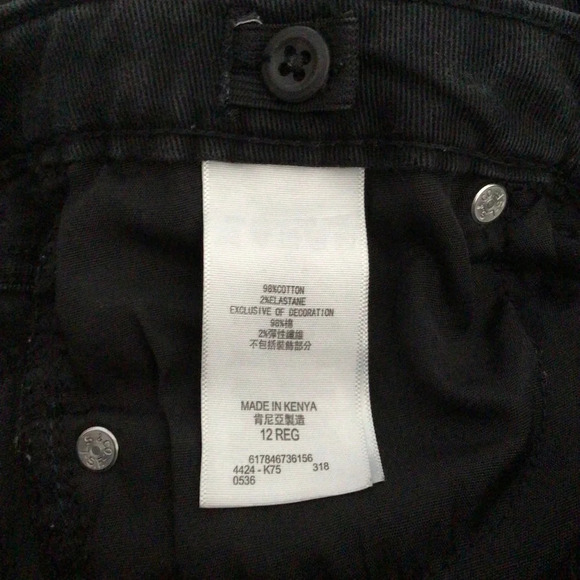 98%COTTON
2%ELASTANE
EXCLUSIVE OF DECORATION
98%棉
2%彈性纖維
不包括裝飾部分
MADE IN KENYA
肯尼亞製造
12 REG
617846736156
4424 - K75 318
0536